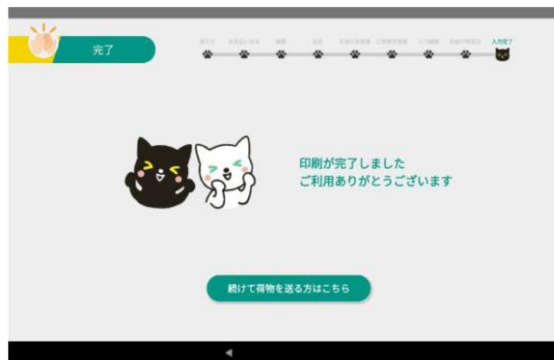 完了
入力完了
印刷が完了しました
ご利用ありがとうございます
続けて荷物を送る方はこちら